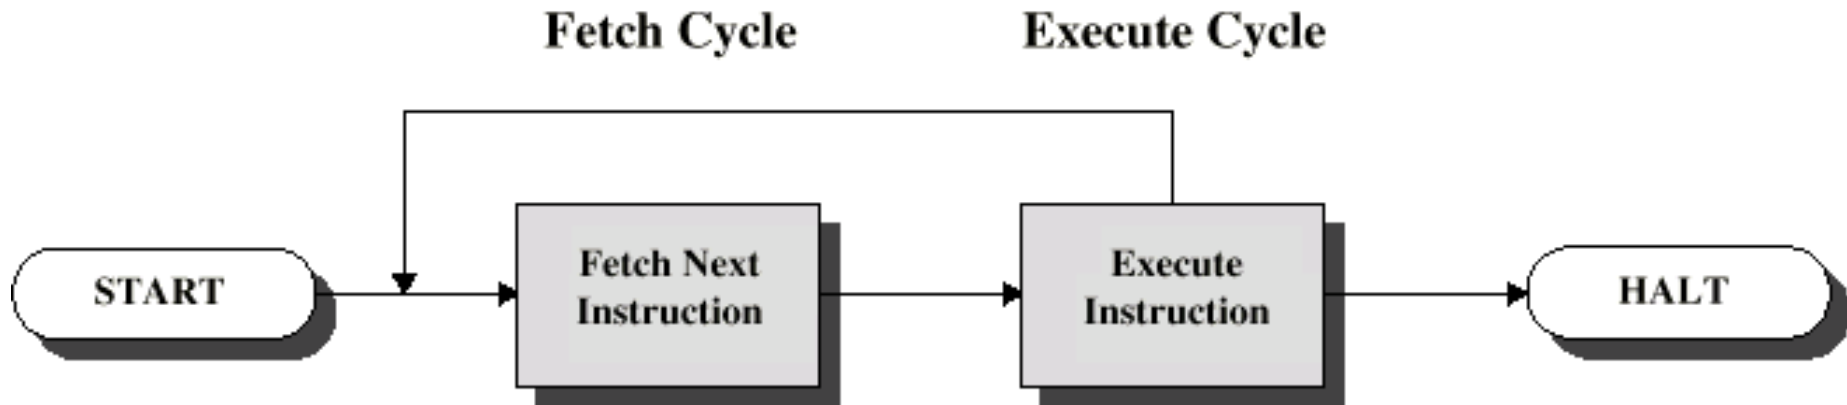 Fetch Cycle
Execute Cycle
START
Fetch Next
Instruction
Execute
Instruction
HALT